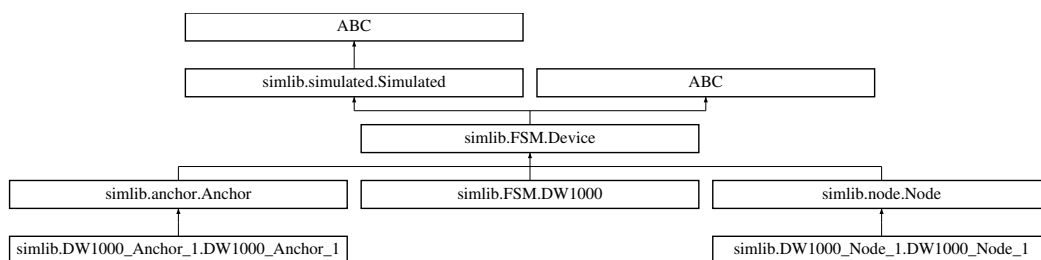 ABC
simlib.simulated.Simulated
ABC
simlib.FSM.Device
simlib.anchor.Anchor
simlib.FSM.DW1000
simlib.node.Node
simlib.DW1000_Anchor_1.DW1000_Anchor_1
simlib.DW1000_Node_1.DW1000_Node_1